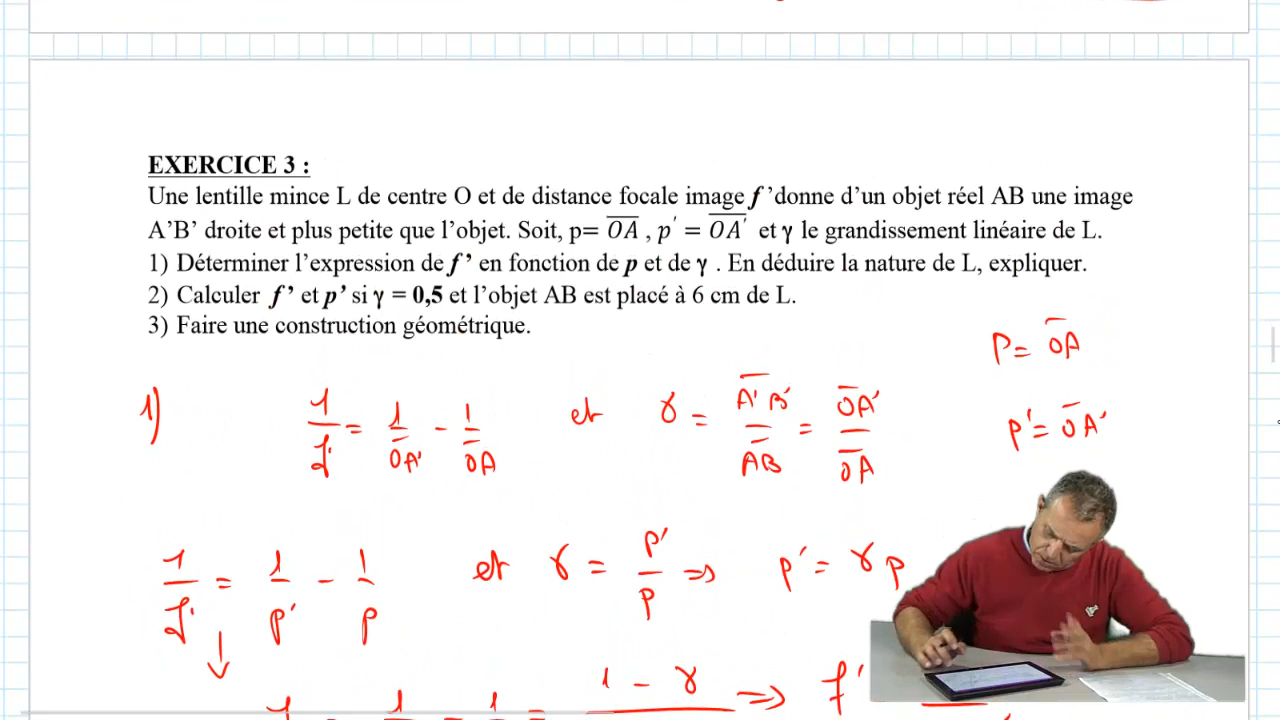 EXERCICE 3 :
Une lentille mince L de centre O et de distance focale image f 'donne d'un objet réel AB une image
A'B' droite et plus petite que l'objet. Soit, p= OA̅ , p' = OA'̅ et γ le grandissement linéaire de L.
1) Déterminer l'expression de f' en fonction de p et de γ . En déduire la nature de L, expliquer.
2) Calculer f' et p' si γ = 0,5 et l'objet AB est placé à 6 cm de L.
3) Faire une construction géométrique.
P = OA̅
1) 1/f' = 1/OA'̅ - 1/OA̅ et γ = A'B'̅/AB̅ = OA'̅/OA̅
p' = OA'̅
1/f' = 1/p' - 1/p et γ = p'/p => p' = γ p
1 - γ => f'